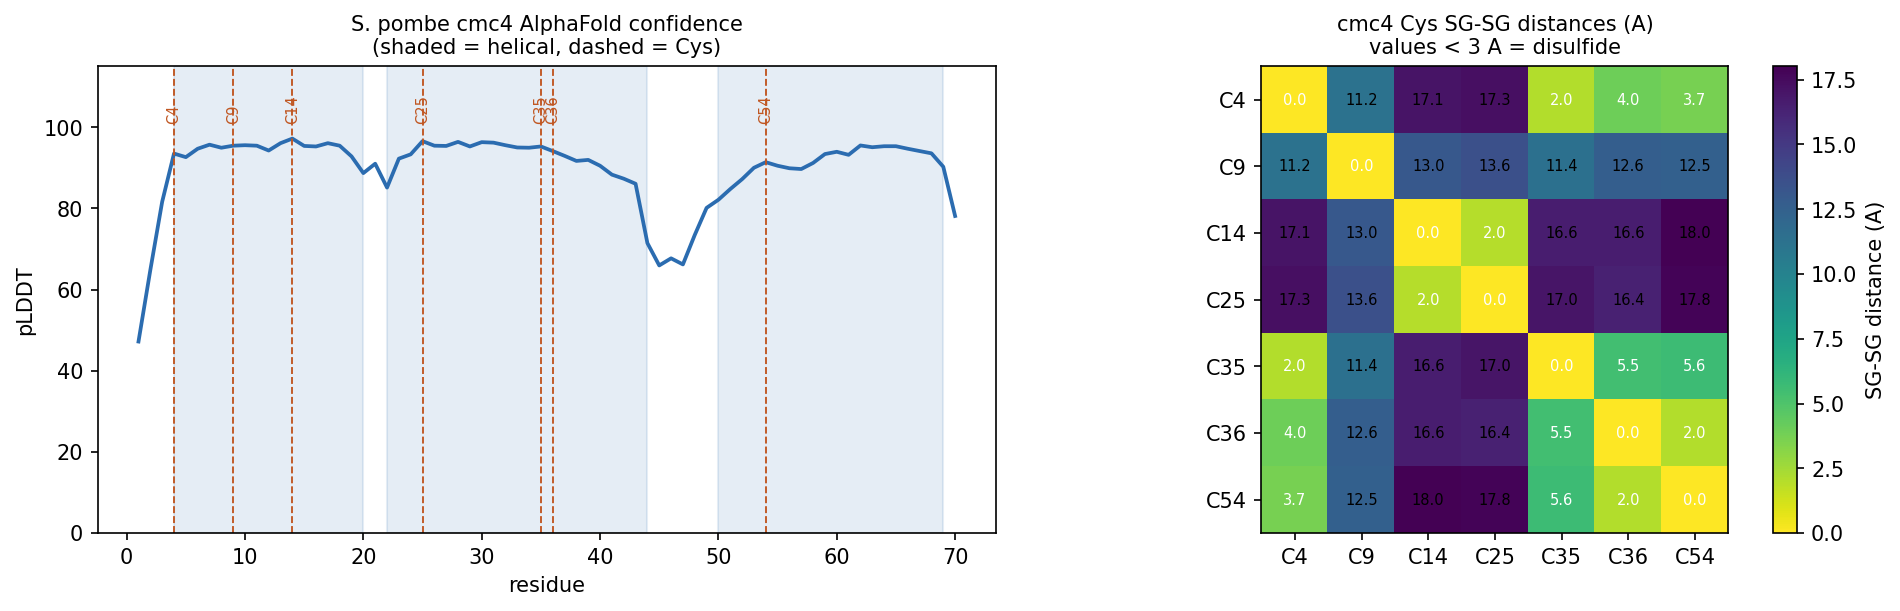 S. pombe cmc4 AlphaFold confidence
(shaded = helical, dashed = Cys)
C4
C9
C14
C25
C35
C36
C54
100
80
60
40
20
0
pLDDT
0 10 20 30 40 50 60 70
residue
cmc4 Cys SG-SG distances (A)
values < 3 A = disulfide
C4 0.0 11.2 17.1 17.3 2.0 4.0 3.7
C9 11.2 0.0 13.0 13.6 11.4 12.6 12.5
C14 17.1 13.0 0.0 2.0 16.6 16.6 18.0
C25 17.3 13.6 2.0 0.0 17.0 16.4 17.8
C35 2.0 11.4 16.6 17.0 0.0 5.5 5.6
C36 4.0 12.6 16.6 16.4 5.5 0.0 2.0
C54 3.7 12.5 18.0 17.8 5.6 2.0 0.0
C4 C9 C14 C25 C35 C36 C54
17.5
15.0
12.5
10.0
7.5
5.0
2.5
0.0
SG-SG distance (A)